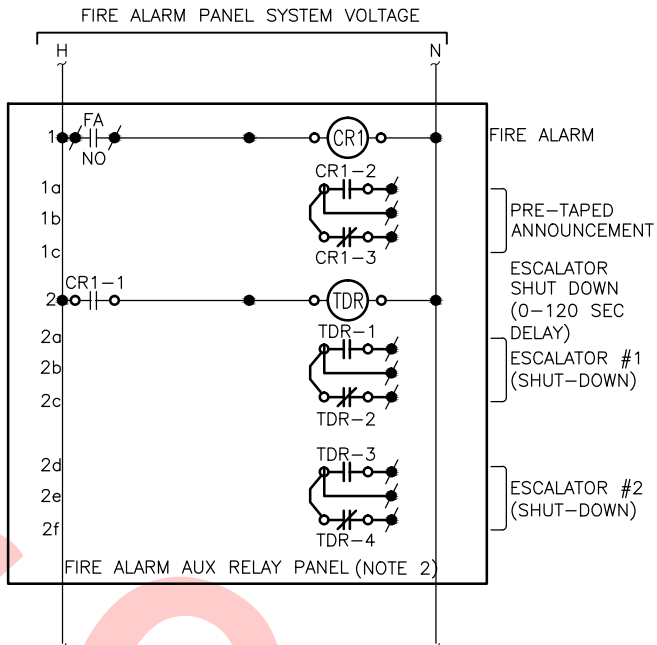 FIRE ALARM PANEL SYSTEM VOLTAGE
H N
FA
1 CR1 FIRE ALARM
NO
CR1-2
1a
1b PRE-TAPED
ANNOUNCEMENT
1c
CR1-3
ESCALATOR
SHUT DOWN
(0-120 SEC
DELAY)
CR1-1
2 TDR
TDR-1
2a
2b
2c
ESCALATOR #1
(SHUT-DOWN)
TDR-2
TDR-3
2d
2e
2f
ESCALATOR #2
(SHUT-DOWN)
TDR-4
FIRE ALARM AUX RELAY PANEL (NOTE 2)